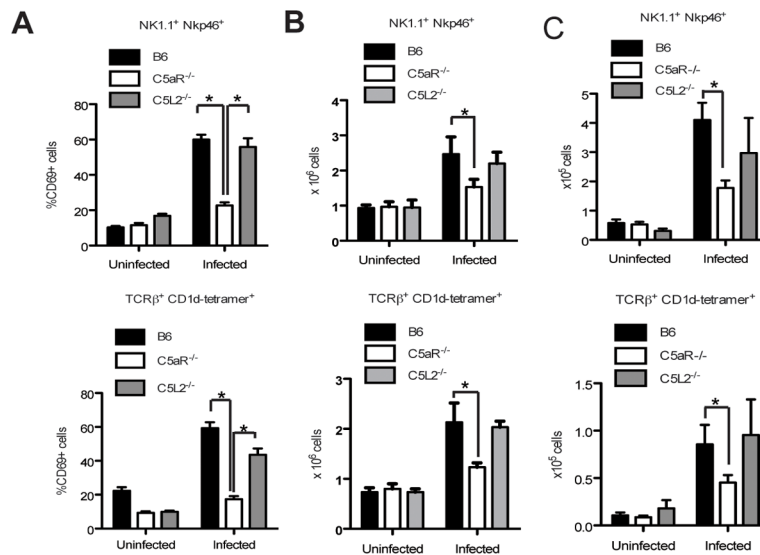 A
NK1.1+ Nkp46+
B6
C5aR-/-
C5L2-/-
%CD69+ cells
80
60
40
20
0
Uninfected Infected
* *
TCRβ+ CD1d-tetramer+
B6
C5aR-/-
C5L2-/-
%CD69+ cells
80
60
40
20
0
Uninfected Infected
* *
B
NK1.1+ Nkp46+
B6
C5aR-/-
C5L2-/-
x 10⁶ cells
4
3
2
1
0
Uninfected Infected
*
TCRβ+ CD1d-tetramer+
B6
C5aR-/-
C5L2-/-
x 10⁶ cells
3
2
1
0
Uninfected Infected
*
C
NK1.1+ Nkp46+
B6
C5aR-/-
C5L2-/-
x10⁵ cells
5
4
3
2
1
0
Uninfected Infected
*
TCRβ+ CD1d-tetramer+
B6
C5aR-/-
C5L2-/-
x10⁵ cells
1.5
1.0
0.5
0.0
Uninfected Infected
*